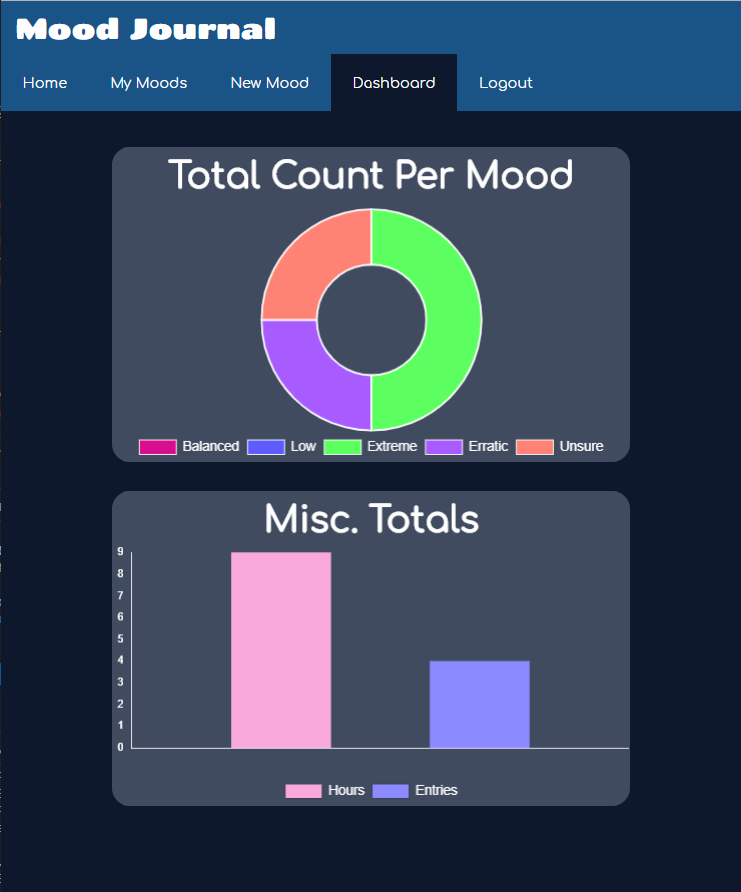 Mood Journal
Home My Moods New Mood Dashboard Logout
Total Count Per Mood
Balanced Low Extreme Erratic Unsure
Misc. Totals
9
8
7
6
5
4
3
2
1
0
Hours Entries